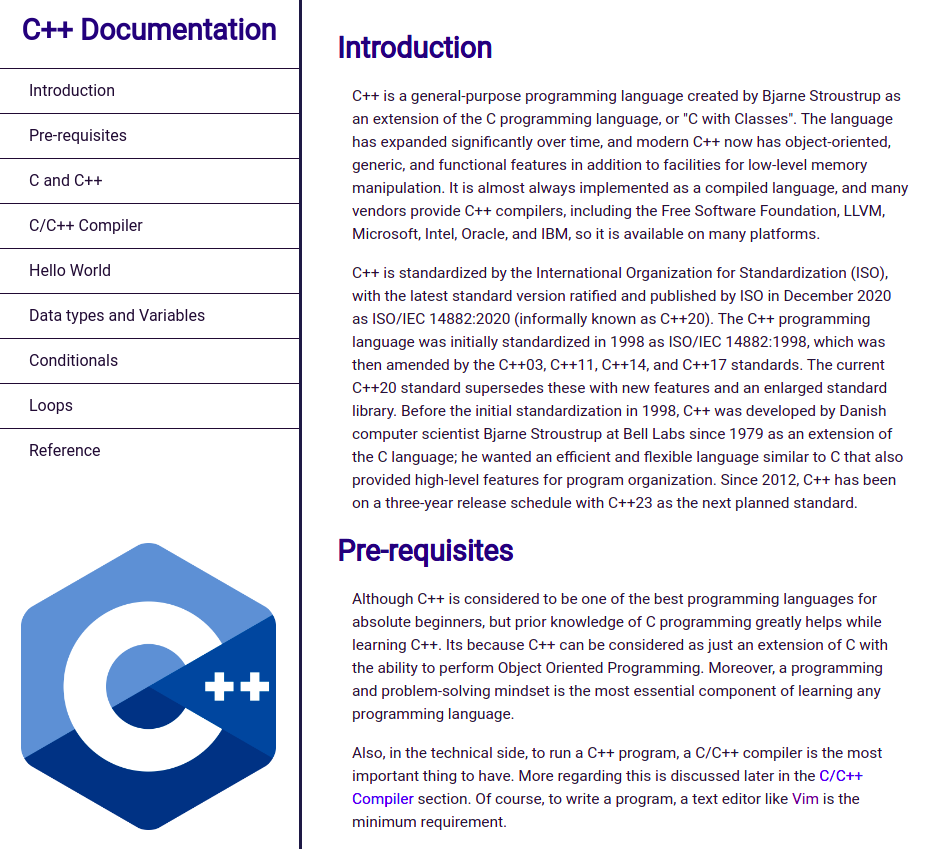 C++ Documentation
Introduction
Pre-requisites
C and C++
C/C++ Compiler
Hello World
Data types and Variables
Conditionals
Loops
Reference
C++
Introduction
C++ is a general-purpose programming language created by Bjarne Stroustrup as
an extension of the C programming language, or "C with Classes". The language
has expanded significantly over time, and modern C++ now has object-oriented,
generic, and functional features in addition to facilities for low-level memory
manipulation. It is almost always implemented as a compiled language, and many
vendors provide C++ compilers, including the Free Software Foundation, LLVM,
Microsoft, Intel, Oracle, and IBM, so it is available on many platforms.
C++ is standardized by the International Organization for Standardization (ISO),
with the latest standard version ratified and published by ISO in December 2020
as ISO/IEC 14882:2020 (informally known as C++20). The C++ programming
language was initially standardized in 1998 as ISO/IEC 14882:1998, which was
then amended by the C++03, C++11, C++14, and C++17 standards. The current
C++20 standard supersedes these with new features and an enlarged standard
library. Before the initial standardization in 1998, C++ was developed by Danish
computer scientist Bjarne Stroustrup at Bell Labs since 1979 as an extension of
the C language; he wanted an efficient and flexible language similar to C that also
provided high-level features for program organization. Since 2012, C++ has been
on a three-year release schedule with C++23 as the next planned standard.
Pre-requisites
Although C++ is considered to be one of the best programming languages for
absolute beginners, but prior knowledge of C programming greatly helps while
learning C++. Its because C++ can be considered as just an extension of C with
the ability to perform Object Oriented Programming. Moreover, a programming
and problem-solving mindset is the most essential component of learning any
programming language.
Also, in the technical side, to run a C++ program, a C/C++ compiler is the most
important thing to have. More regarding this is discussed later in the C/C++
Compiler section. Of course, to write a program, a text editor like Vim is the
minimum requirement.